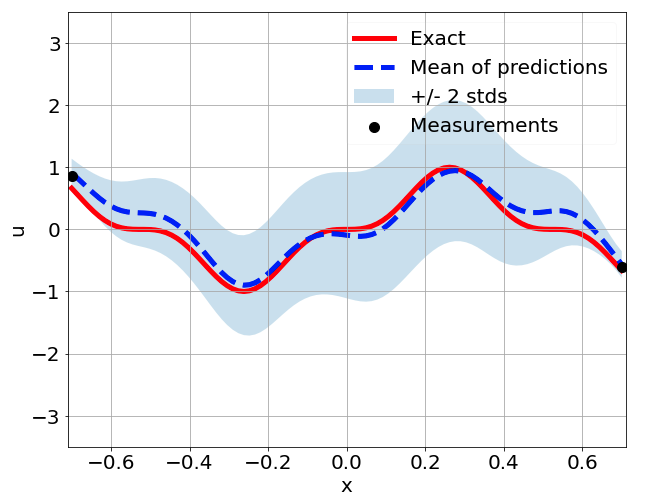 3
2
1
0
−1
−2
−3
u
Exact
Mean of predictions
+/- 2 stds
Measurements
−0.6 −0.4 −0.2 0.0 0.2 0.4 0.6
x